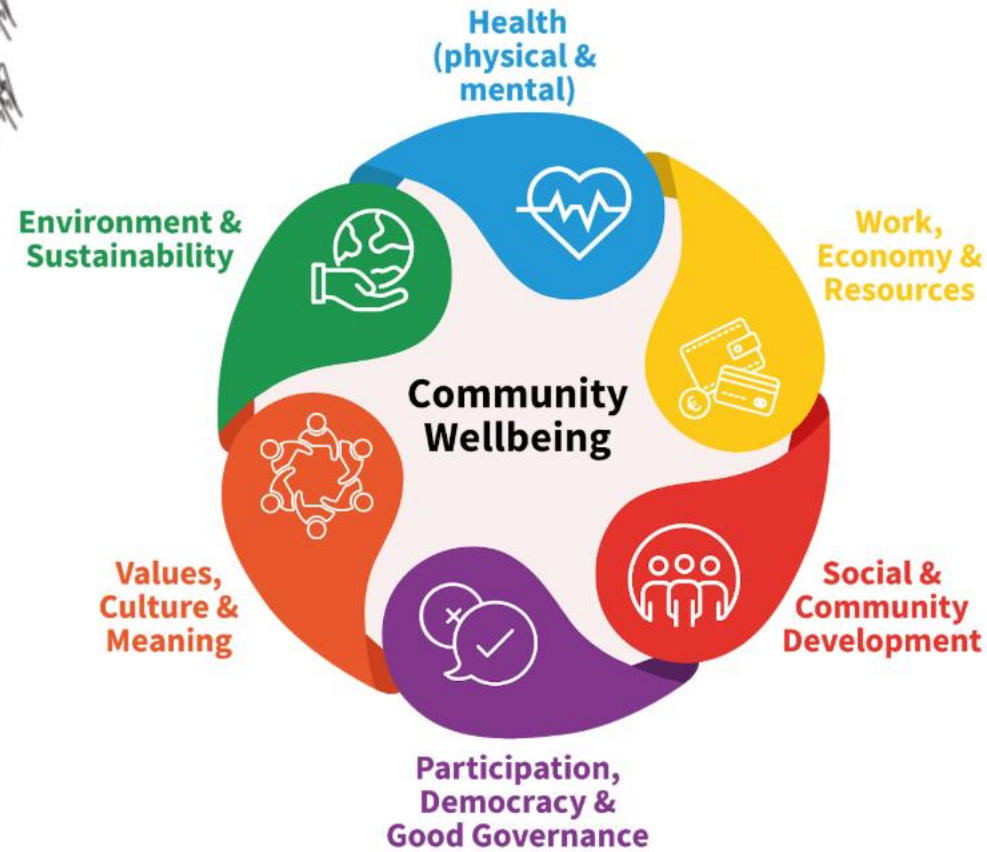 Health
(physical &
mental)
Work,
Economy &
Resources
Social &
Community
Development
Participation,
Democracy &
Good Governance
Values,
Culture &
Meaning
Environment &
Sustainability
Community
Wellbeing
€